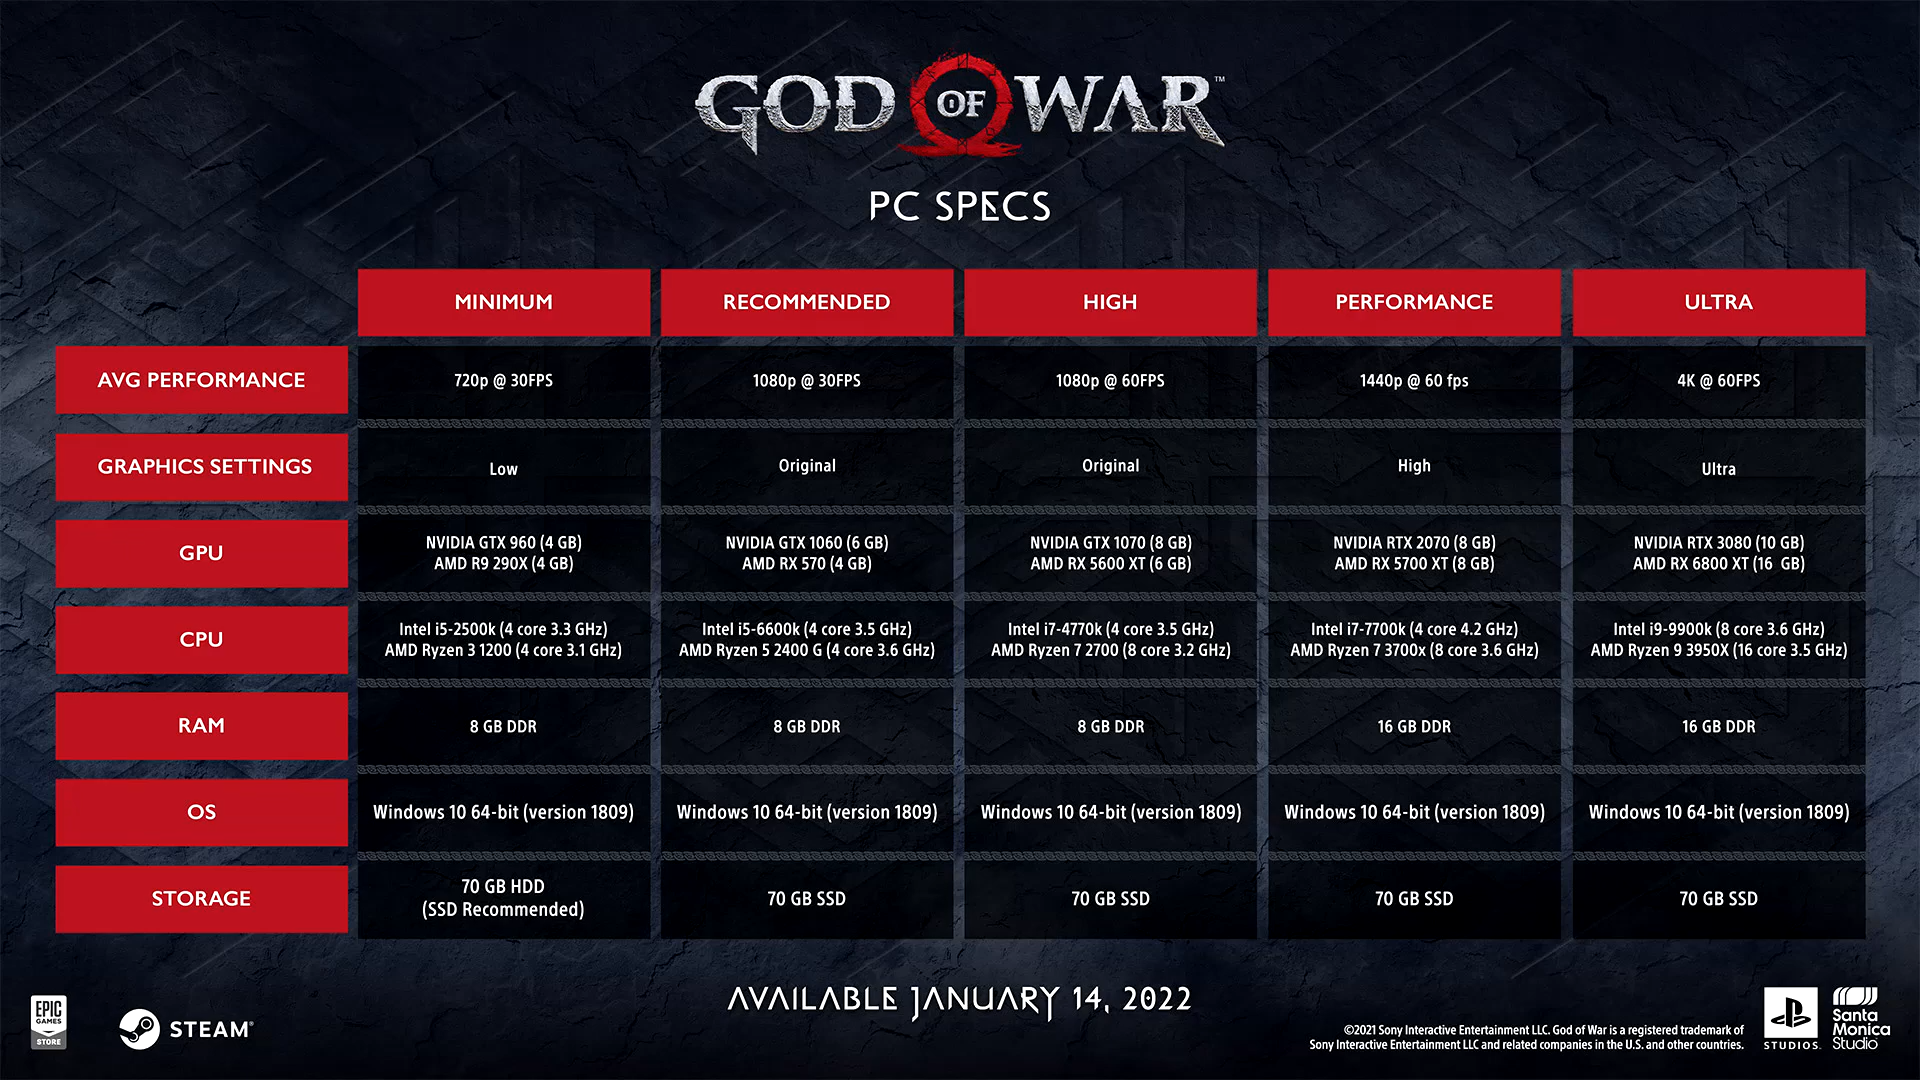 GOD OF WAR™
PC SPECS
MINIMUM RECOMMENDED HIGH PERFORMANCE ULTRA
AVG PERFORMANCE 720p @ 30FPS 1080p @ 30FPS 1080p @ 60FPS 1440p @ 60 fps 4K @ 60FPS
GRAPHICS SETTINGS Low Original Original High Ultra
GPU
NVIDIA GTX 960 (4 GB) NVIDIA GTX 1060 (6 GB) NVIDIA GTX 1070 (8 GB) NVIDIA RTX 2070 (8 GB) NVIDIA RTX 3080 (10 GB)
AMD R9 290X (4 GB) AMD RX 570 (4 GB) AMD RX 5600 XT (6 GB) AMD RX 5700 XT (8 GB) AMD RX 6800 XT (16  GB)
CPU
Intel i5-2500k (4 core 3.3 GHz) Intel i5-6600k (4 core 3.5 GHz) Intel i7-4770k (4 core 3.5 GHz) Intel i7-7700k (4 core 4.2 GHz) Intel i9-9900k (8 core 3.6 GHz)
AMD Ryzen 3 1200 (4 core 3.1 GHz) AMD Ryzen 5 2400 G (4 core 3.6 GHz) AMD Ryzen 7 2700 (8 core 3.2 GHz) AMD Ryzen 7 3700x (8 core 3.6 GHz) AMD Ryzen 9 3950X (16 core 3.5 GHz)
RAM 8 GB DDR 8 GB DDR 8 GB DDR 16 GB DDR 16 GB DDR
OS Windows 10 64-bit (version 1809) Windows 10 64-bit (version 1809) Windows 10 64-bit (version 1809) Windows 10 64-bit (version 1809) Windows 10 64-bit (version 1809)
STORAGE 70 GB HDD 70 GB SSD 70 GB SSD 70 GB SSD 70 GB SSD
(SSD Recommended)
AVAILABLE JANUARY 14, 2022
EPIC
GAMES
STORE
STEAM®
©2021 Sony Interactive Entertainment LLC. God of War is a registered trademark of
Sony Interactive Entertainment LLC and related companies in the U.S. and other countries.
STUDIOS
Santa
Monica
Studio